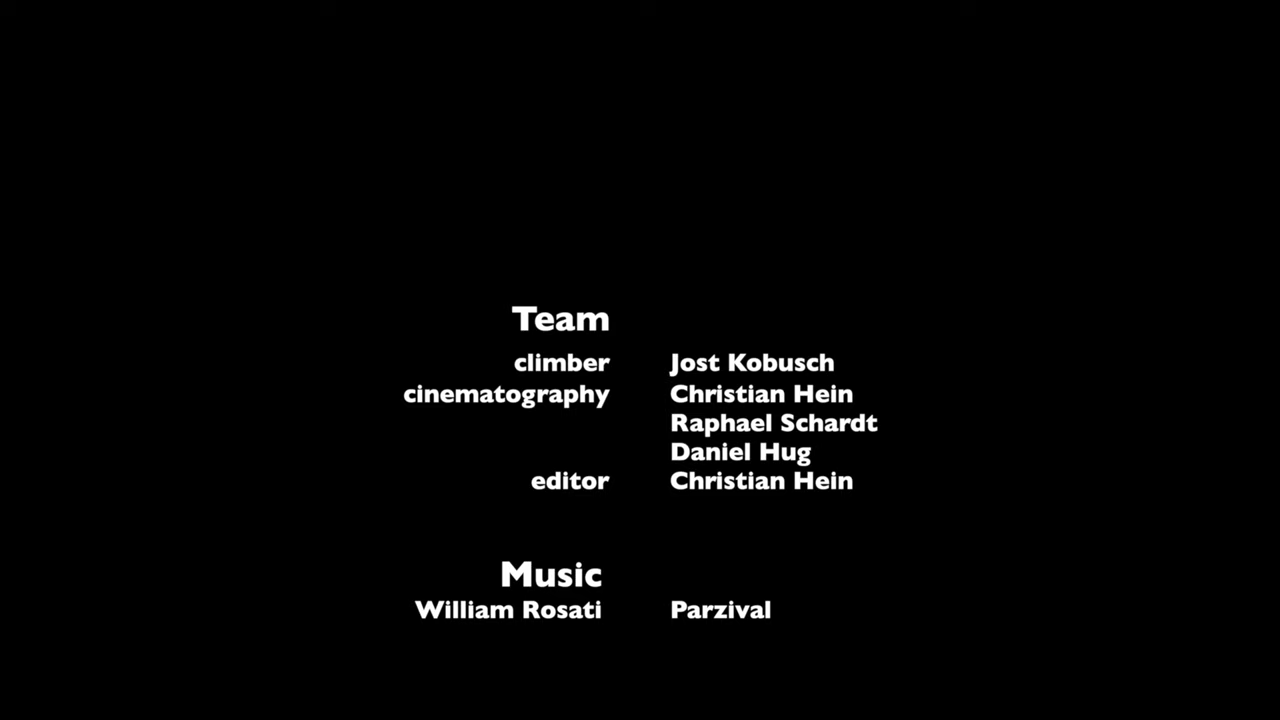 Team
climber Jost Kobusch
cinematography Christian Hein
Raphael Schardt
Daniel Hug
editor Christian Hein
Music
William Rosati Parzival